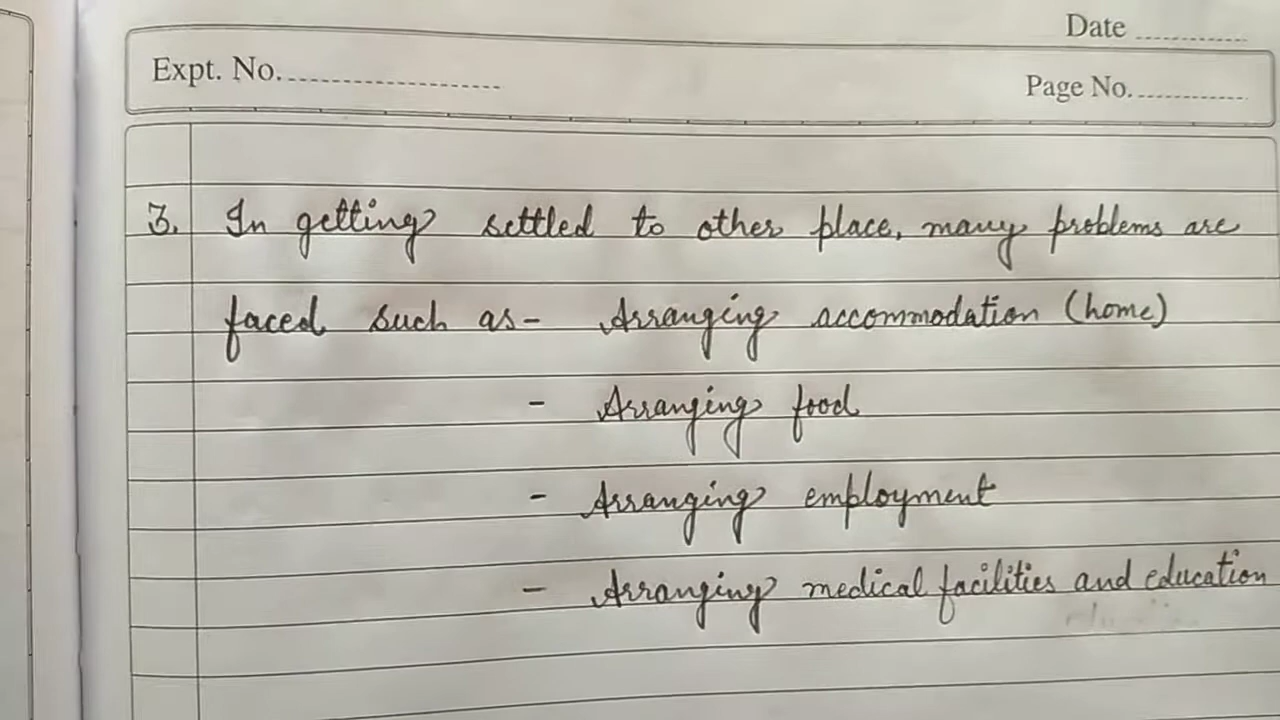 Date
Expt. No.
Page No.
3. In getting settled to other place, many problems are
faced such as - Arranging accommodation (home)
- Arranging food
- Arranging employment
- Arranging medical facilities and education